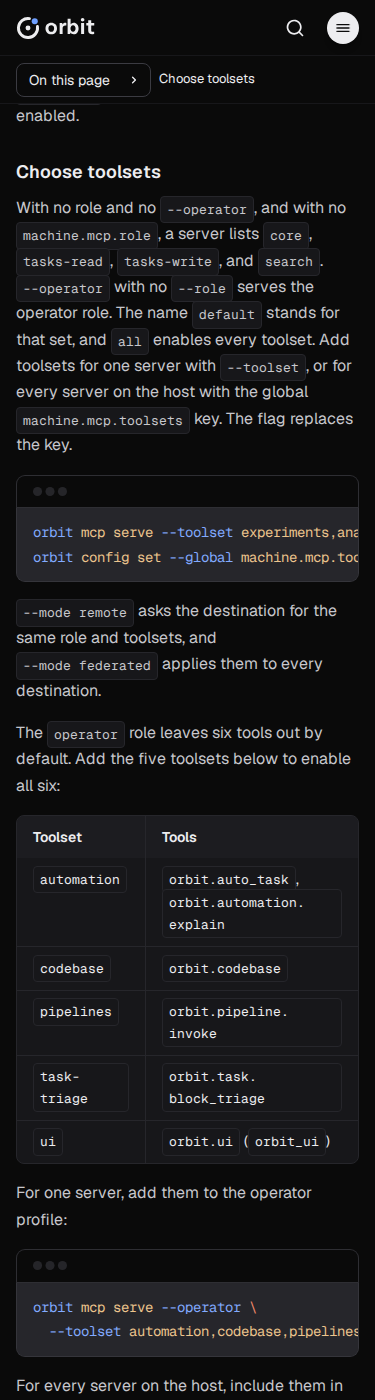 orbit
On this page
Choose toolsets
enabled.
Choose toolsets
With no role and no --operator, and with no
machine.mcp.role, a server lists core,
tasks-read, tasks-write, and search.
--operator with no --role serves the
operator role. The name default stands for
that set, and all enables every toolset. Add
toolsets for one server with --toolset, or for
every server on the host with the global
machine.mcp.toolsets key. The flag replaces
the key.
orbit mcp serve --toolset experiments,ana
orbit config set --global machine.mcp.too
--mode remote asks the destination for the
same role and toolsets, and
--mode federated applies them to every
destination.
The operator role leaves six tools out by
default. Add the five toolsets below to enable
all six:
Toolset Tools
automation orbit.auto_task,
orbit.automation.
explain
codebase orbit.codebase
pipelines orbit.pipeline.
invoke
task- orbit.task.
triage block_triage
ui orbit.ui (orbit_ui)
For one server, add them to the operator
profile:
orbit mcp serve --operator \
--toolset automation,codebase,pipelines
For every server on the host, include them in